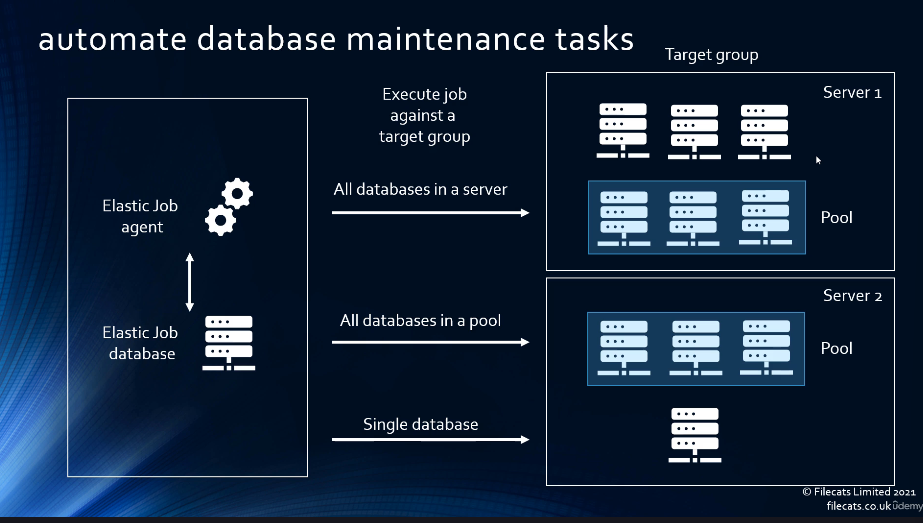 automate database maintenance tasks
Target group
Execute job
against a
target group
Server 1
All databases in a server
Elastic Job
agent
Pool
Server 2
All databases in a pool
Elastic Job
database
Pool
Single database
© Filecats Limited 2021
filecats.co.uk
ûdemy